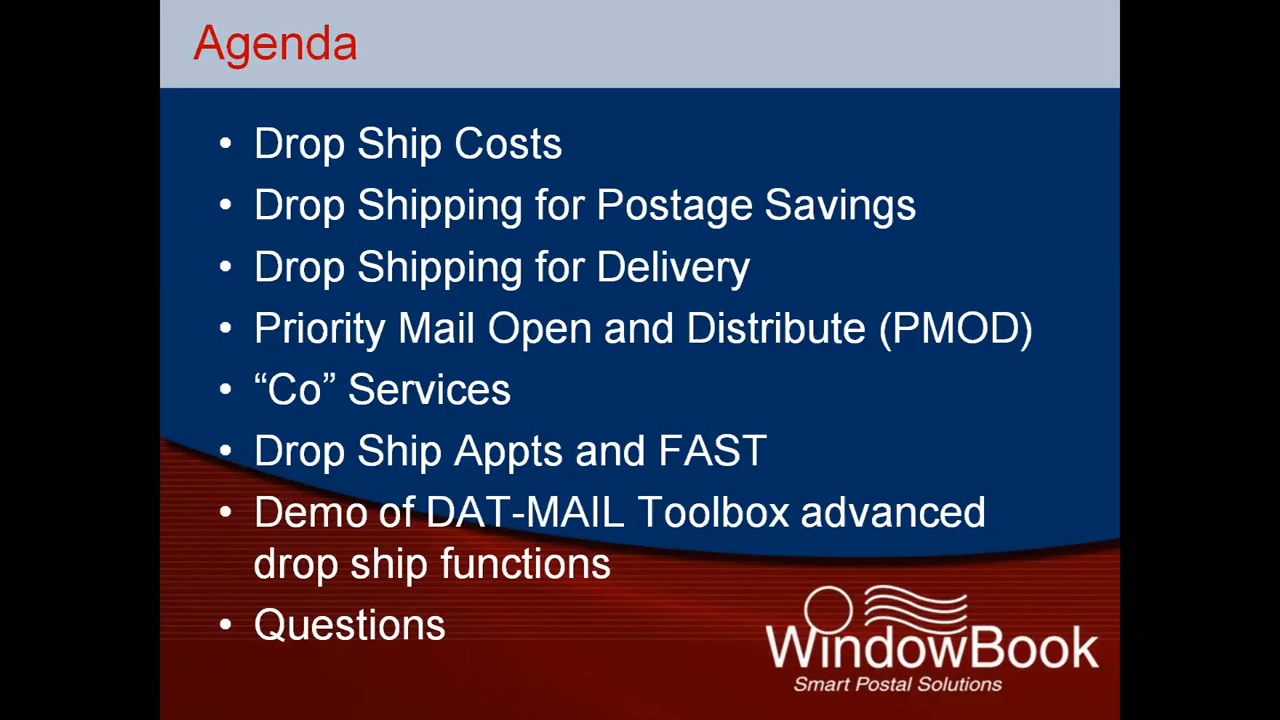 Agenda
• Drop Ship Costs
• Drop Shipping for Postage Savings
• Drop Shipping for Delivery
• Priority Mail Open and Distribute (PMOD)
• “Co” Services
• Drop Ship Appts and FAST
• Demo of DAT-MAIL Toolbox advanced
drop ship functions
• Questions
WindowBook
Smart Postal Solutions